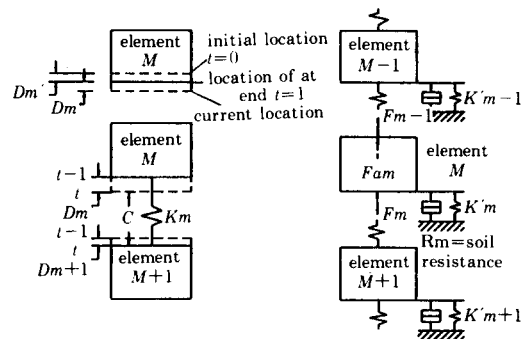 element
M
initial location
t=0
location of at
end t=1
current location
Dm′
Dm
element
M
t−1
t
Dm
t−1
t
Dm+1
C
Km
element
M+1
element
M−1
K′m−1
Fm−1
Fam
element
M
K′m
Fm
Rm=soil
resistance
element
M+1
K′m+1